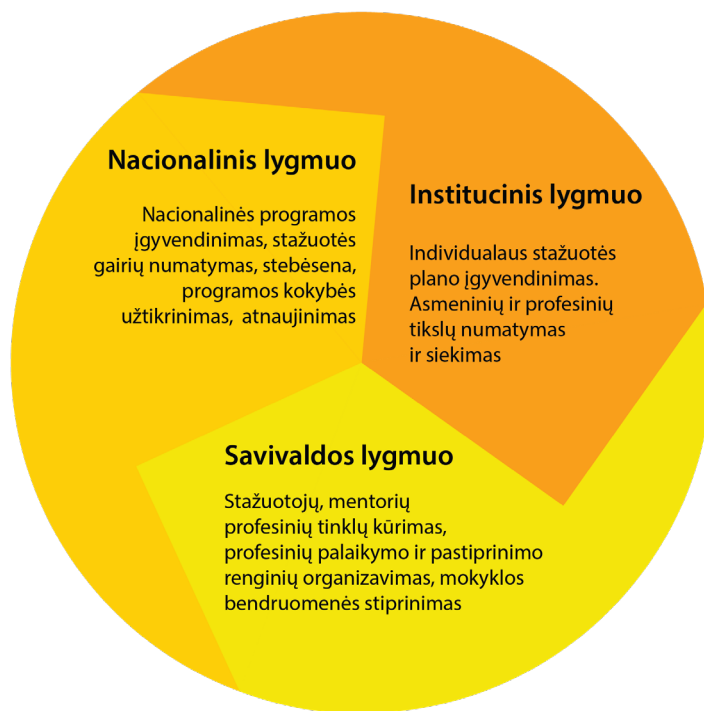 Nacionalinis lygmuo
Nacionalinės programos
įgyvendinimas, stažuotės
gairių numatymas, stebėsena,
programos kokybės
užtikrinimas, atnaujinimas
Institucinis lygmuo
Individualaus stažuotės
plano įgyvendinimas.
Asmeninių ir profesinių
tikslų numatymas
ir siekimas
Savivaldos lygmuo
Stažuotojų, mentorių
profesinių tinklų kūrimas,
profesinių palaikymo ir pastiprinimo
renginių organizavimas, mokyklos
bendruomenės stiprinimas